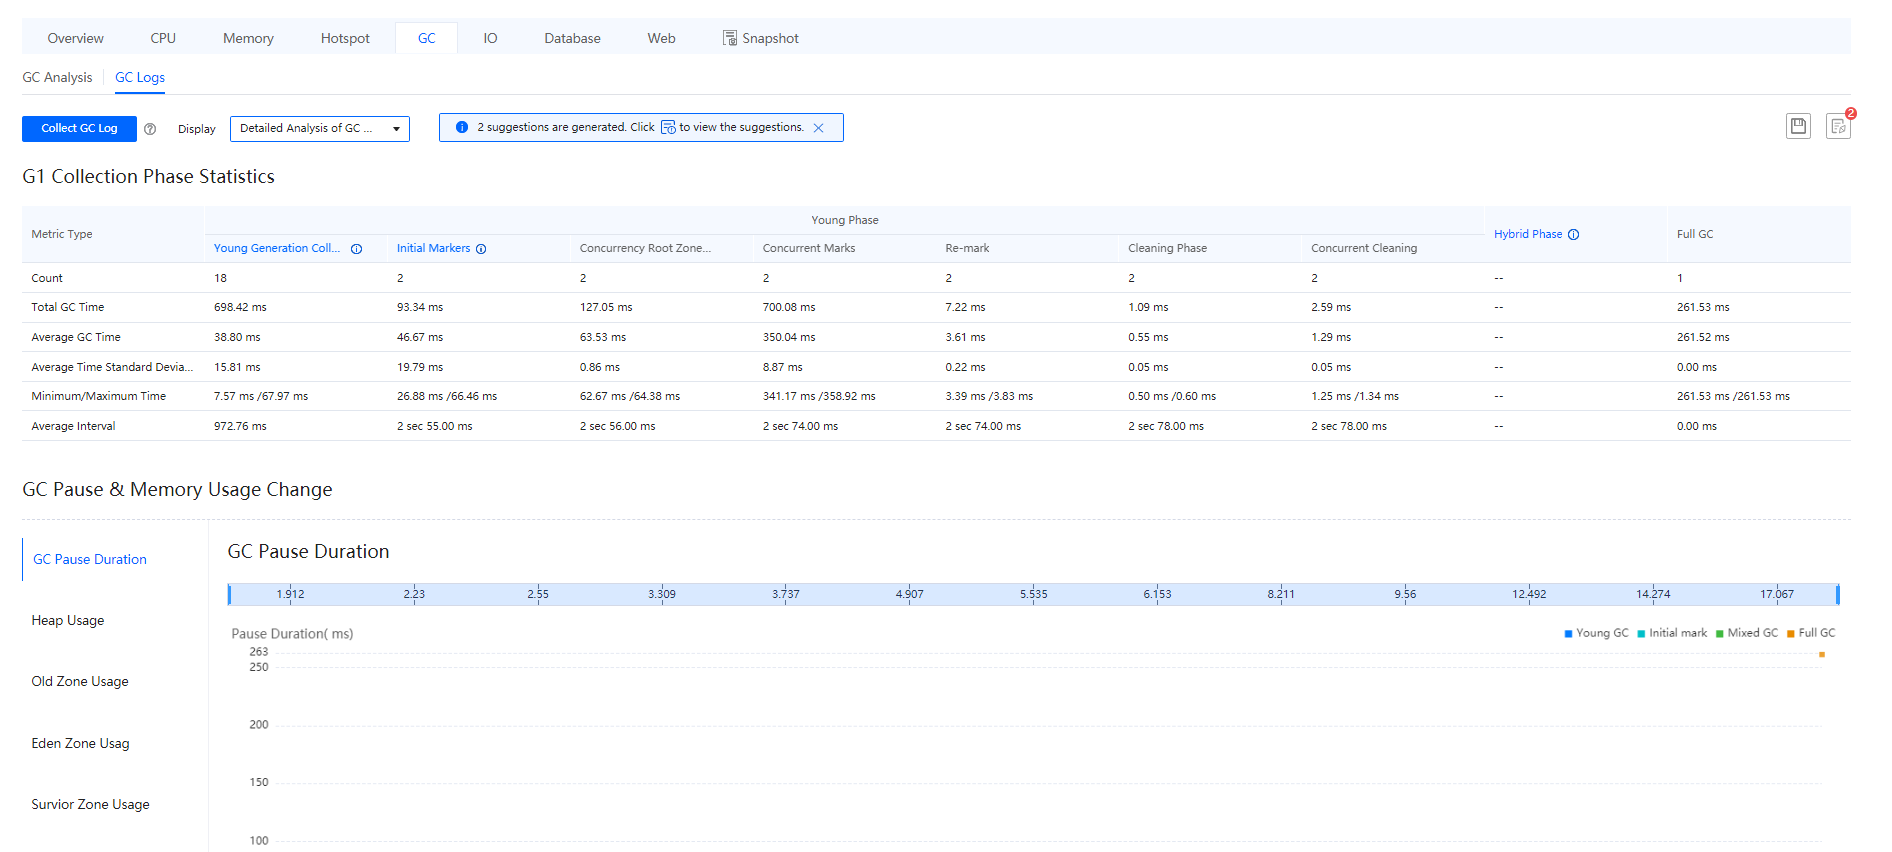 Overview CPU Memory Hotspot GC IO Database Web Snapshot
GC Analysis GC Logs
Collect GC Log Display Detailed Analysis of GC ... 2 suggestions are generated. Click to view the suggestions. 2
G1 Collection Phase Statistics
Young Phase
Metric Type Hybrid Phase Full GC
Young Generation Coll... Initial Markers Concurrency Root Zone... Concurrent Marks Re-mark Cleaning Phase Concurrent Cleaning
Count 18 2 2 2 2 2 2 -- 1
Total GC Time 698.42 ms 93.34 ms 127.05 ms 700.08 ms 7.22 ms 1.09 ms 2.59 ms -- 261.53 ms
Average GC Time 38.80 ms 46.67 ms 63.53 ms 350.04 ms 3.61 ms 0.55 ms 1.29 ms -- 261.52 ms
Average Time Standard Devia... 15.81 ms 19.79 ms 0.86 ms 8.87 ms 0.22 ms 0.05 ms 0.05 ms -- 0.00 ms
Minimum/Maximum Time 7.57 ms /67.97 ms 26.88 ms /66.46 ms 62.67 ms /64.38 ms 341.17 ms /358.92 ms 3.39 ms /3.83 ms 0.50 ms /0.60 ms 1.25 ms /1.34 ms -- 261.53 ms /261.53 ms
Average Interval 972.76 ms 2 sec 55.00 ms 2 sec 56.00 ms 2 sec 74.00 ms 2 sec 74.00 ms 2 sec 78.00 ms 2 sec 78.00 ms -- 0.00 ms
GC Pause & Memory Usage Change
GC Pause Duration
Heap Usage
Old Zone Usage
Eden Zone Usag
Survior Zone Usage
GC Pause Duration
1.912 2.23 2.55 3.309 3.737 4.907 5.535 6.153 8.211 9.56 12.492 14.274 17.067
Pause Duration( ms) Young GC Initial mark Mixed GC Full GC
263
250
200
150
100